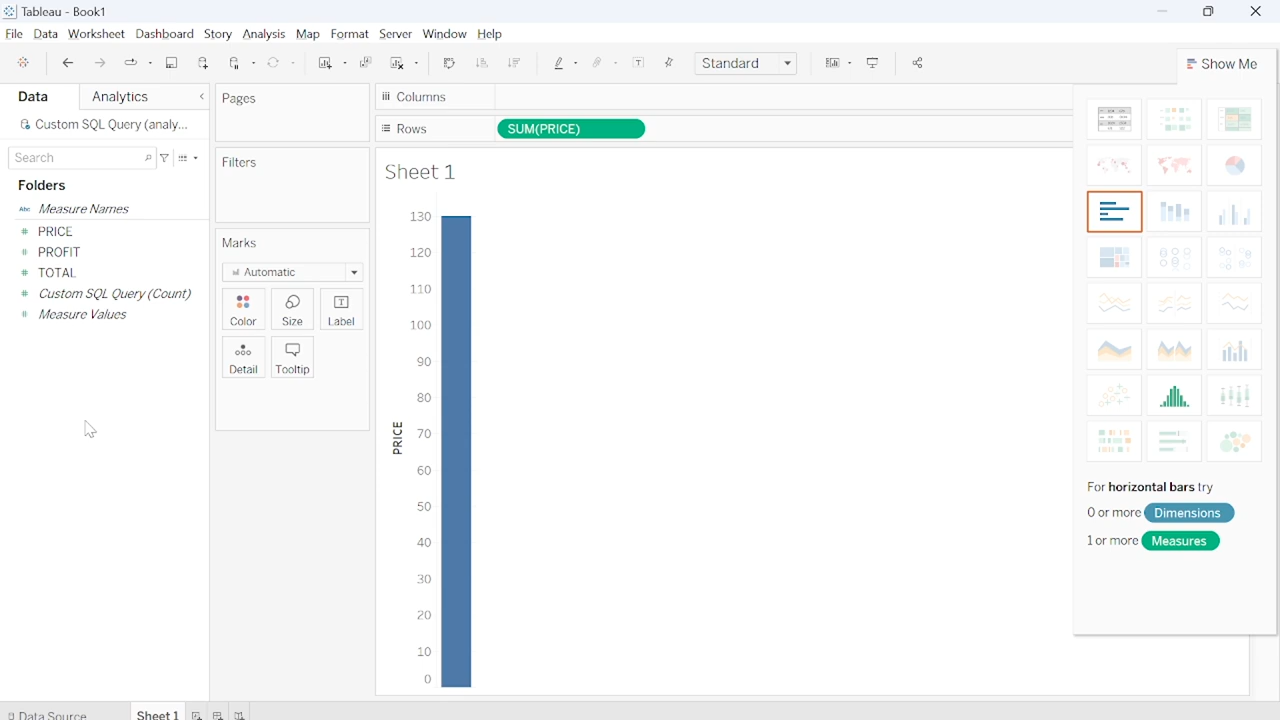 Tableau - Book1
File Data Worksheet Dashboard Story Analysis Map Format Server Window Help
Standard
Show Me
Data Analytics
Custom SQL Query (analy...
Search
Folders
Abc Measure Names
# PRICE
# PROFIT
# TOTAL
# Custom SQL Query (Count)
# Measure Values
Pages
Filters
Marks
Automatic
Color Size Label
Detail Tooltip
Columns
Rows SUM(PRICE)
Sheet 1
130
120
110
100
90
80
70
60
50
40
30
20
10
0
PRICE
For horizontal bars try
0 or more Dimensions
1 or more Measures
Data Source Sheet 1